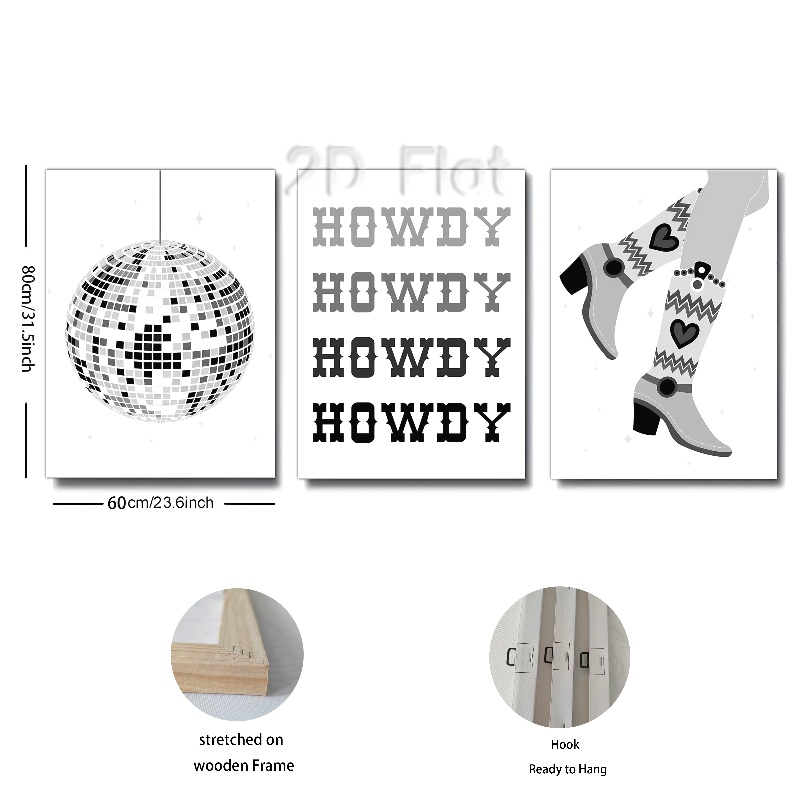 2D Flat
HOWDY
HOWDY
HOWDY
HOWDY
80cm/31.5inch
60cm/23.6inch
stretched on
wooden Frame
Hook
Ready to Hang